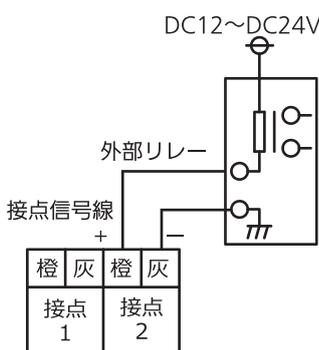 DC12～DC24V
外部リレー
接点信号線
+ −
橙 灰 橙 灰
接点 接点
1 2